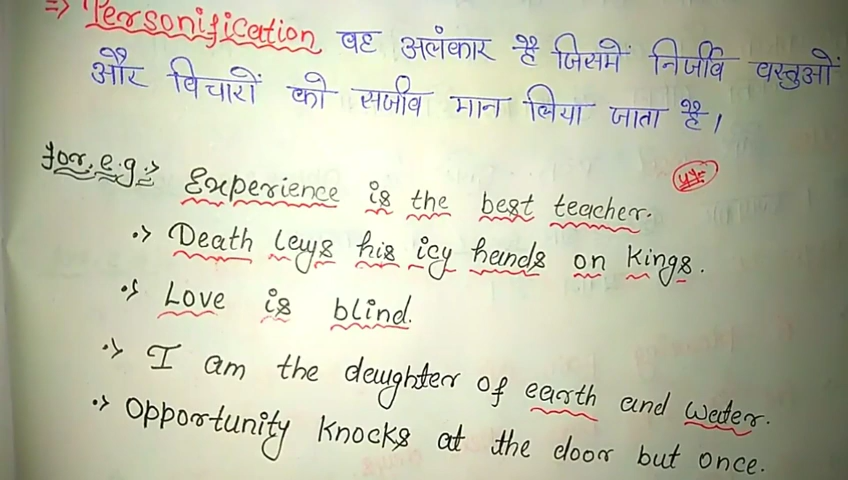 => Personification वह अलंकार है जिसमें निर्जीव वस्तुओं
और विचारों को सजीव मान लिया जाता है।
for, e.g :-> Experience is the best teacher.
.> Death leys his icy hands on kings.
.> Love is blind.
.> I am the daughter of earth and water.
.> Opportunity knocks at the door but once.